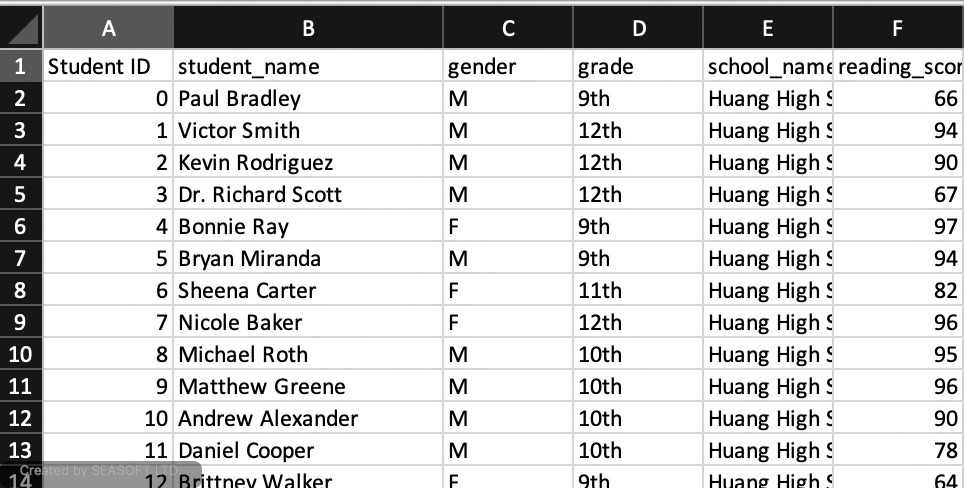 A B C D E F
1 Student ID student_name gender grade school_name reading_scor
2 0 Paul Bradley M 9th Huang High S 66
3 1 Victor Smith M 12th Huang High S 94
4 2 Kevin Rodriguez M 12th Huang High S 90
5 3 Dr. Richard Scott M 12th Huang High S 67
6 4 Bonnie Ray F 9th Huang High S 97
7 5 Bryan Miranda M 9th Huang High S 94
8 6 Sheena Carter F 11th Huang High S 82
9 7 Nicole Baker F 12th Huang High S 96
10 8 Michael Roth M 10th Huang High S 95
11 9 Matthew Greene M 10th Huang High S 96
12 10 Andrew Alexander M 10th Huang High S 90
13 11 Daniel Cooper M 10th Huang High S 78
Created by SEASOFT LTD
14 12 Brittney Walker F 9th Huang High S 64